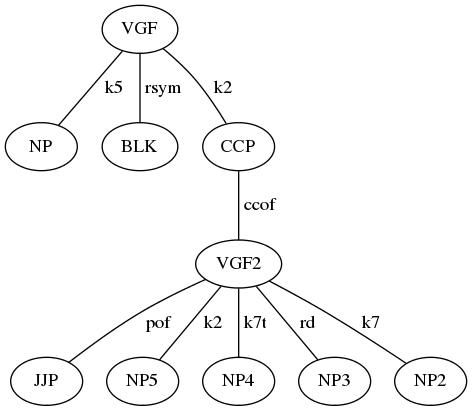 VGF
k5 rsym k2
NP BLK CCP
ccof
VGF2
pof k2 k7t rd k7
JJP NP5 NP4 NP3 NP2